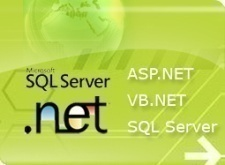 Microsoft
SQL Server
.net
ASP.NET
VB.NET
SQL Server